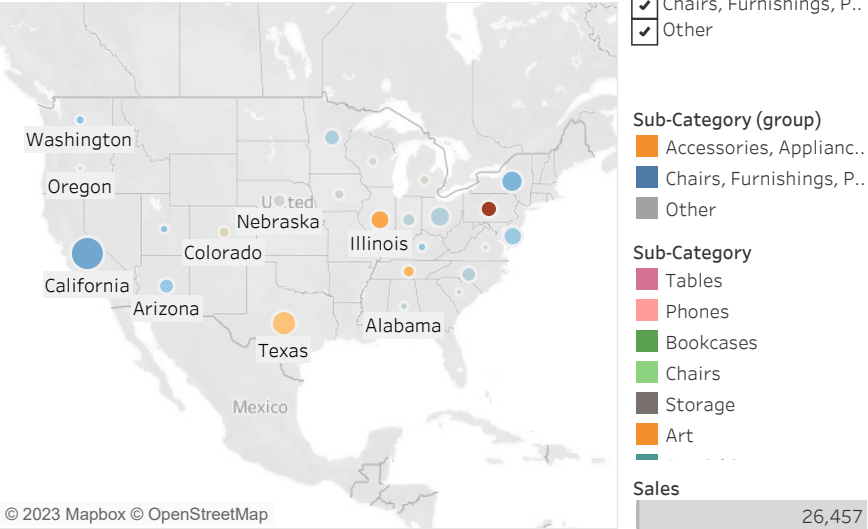 Washington
Oregon
United
Nebraska
Colorado
Illinois
California
Arizona
Alabama
Texas
Mexico
© 2023 Mapbox © OpenStreetMap
Chairs, Furnishings, P..
Other
Sub-Category (group)
Accessories, Applianc..
Chairs, Furnishings, P..
Other
Sub-Category
Tables
Phones
Bookcases
Chairs
Storage
Art
Sales
26,457